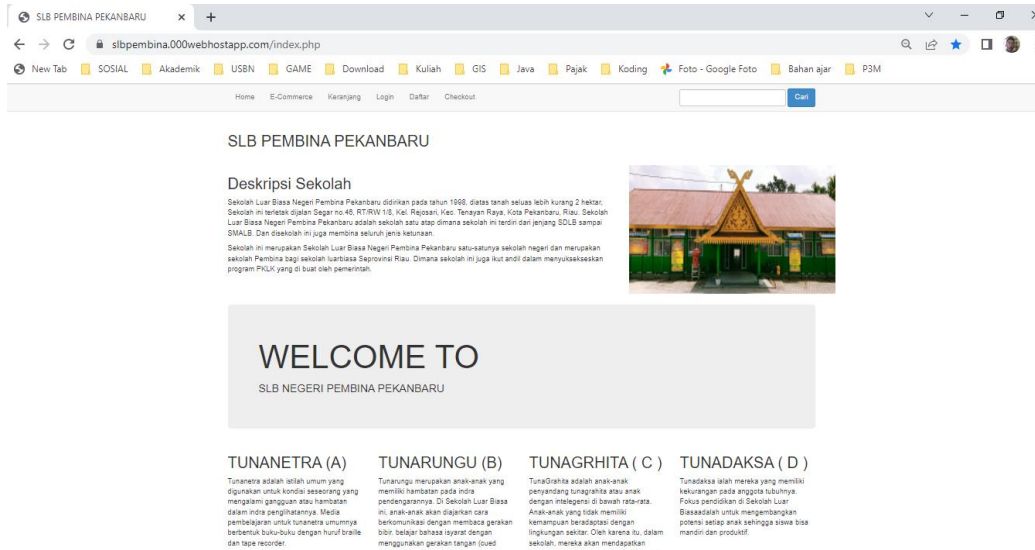 SLB PEMBINA PEKANBARU
slbpembina.000webhostapp.com/index.php
New Tab SOSIAL Akademik USBN GAME Download Kuliah GIS Java Pajak Koding Foto - Google Foto Bahan ajar P3M
Home E-Commerce Keranjang Login Daftar Checkout Cari
SLB PEMBINA PEKANBARU
Deskripsi Sekolah
Sekolah Luar Biasa Negeri Pembina Pekanbaru didirikan pada tahun 1998, diatas tanah seluas lebih kurang 2 hektar,
Sekolah ini terletak dijalan Segar no.46, RT/RW 1/8, Kel. Rejosari, Kec. Tenayan Raya, Kota Pekanbaru, Riau. Sekolah
Luar Biasa Negeri Pembina Pekanbaru adalah sekolah satu atap dimana sekolah ini terdiri dari jenjang SDLB sampai
SMALB. Dan disekolah ini juga membina seluruh jenis ketunaan.
Sekolah ini merupakan Sekolah Luar Biasa Negeri Pembina Pekanbaru satu-satunya sekolah negeri dan merupakan
sekolah Pembina bagi sekolah luarbiasa Seprovinsi Riau. Dimana sekolah ini juga ikut andil dalam menyukseskseskan
program PKLK yang di buat oleh pemerintah.
WELCOME TO
SLB NEGERI PEMBINA PEKANBARU
TUNANETRA (A)
Tunanetra adalah istilah umum yang
digunakan untuk kondisi seseorang yang
mengalami gangguan atau hambatan
dalam indra penglihatannya. Media
pembelajaran untuk tunanetra umumnya
berbentuk buku-buku dengan huruf braille
dan tape recorder.
TUNARUNGU (B)
Tunarungu merupakan anak-anak yang
memiliki hambatan pada indra
pendengarannya. Di Sekolah Luar Biasa
ini, anak-anak akan diajarkan cara
berkomunikasi dengan membaca gerakan
bibir, belajar bahasa isyarat dengan
menggunakan gerakan tangan (cued
TUNAGRHITA ( C )
TunaGrahita adalah anak-anak
penyandang tunagrahita atau anak
dengan intelegensi di bawah rata-rata.
Anak-anak yang tidak memiliki
kemampuan beradaptasi dengan
lingkungan sekitar. Oleh karena itu, dalam
sekolah, mereka akan mendapatkan
TUNADAKSA ( D )
Tunadaksa ialah mereka yang memiliki
kekurangan pada anggota tubuhnya.
Fokus pendidikan di Sekolah Luar
Biasaadalah untuk mengembangkan
potensi setiap anak sehingga siswa bisa
mandiri dan produktif.